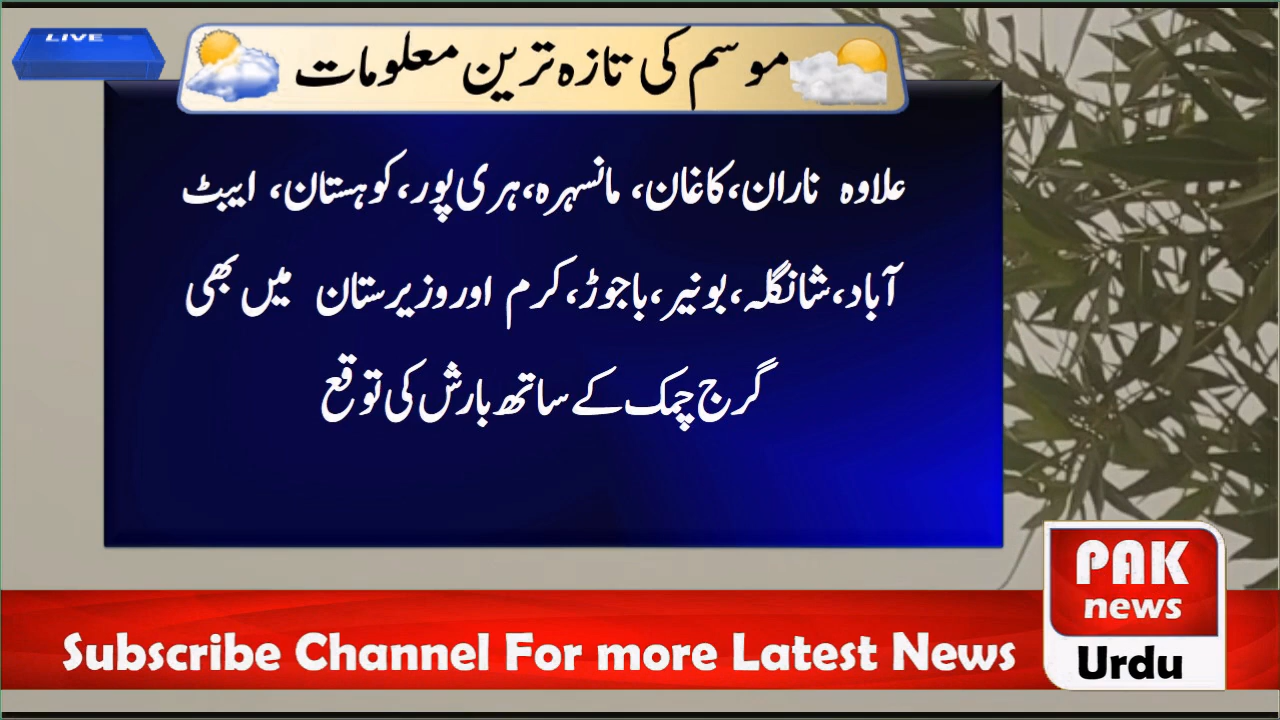 LIVE
موسم کی تازہ ترین معلومات
علاوہ ناران،کاغان، مانسہرہ،ہری پور،کوہستان، ایبٹ
آباد،شانگلہ،بونیر،باجوڑ،کرم اور وزیرستان میں بھی
گرج چمک کے ساتھ بارش کی توقع
PAK
news
Urdu
Subscribe Channel For more Latest News